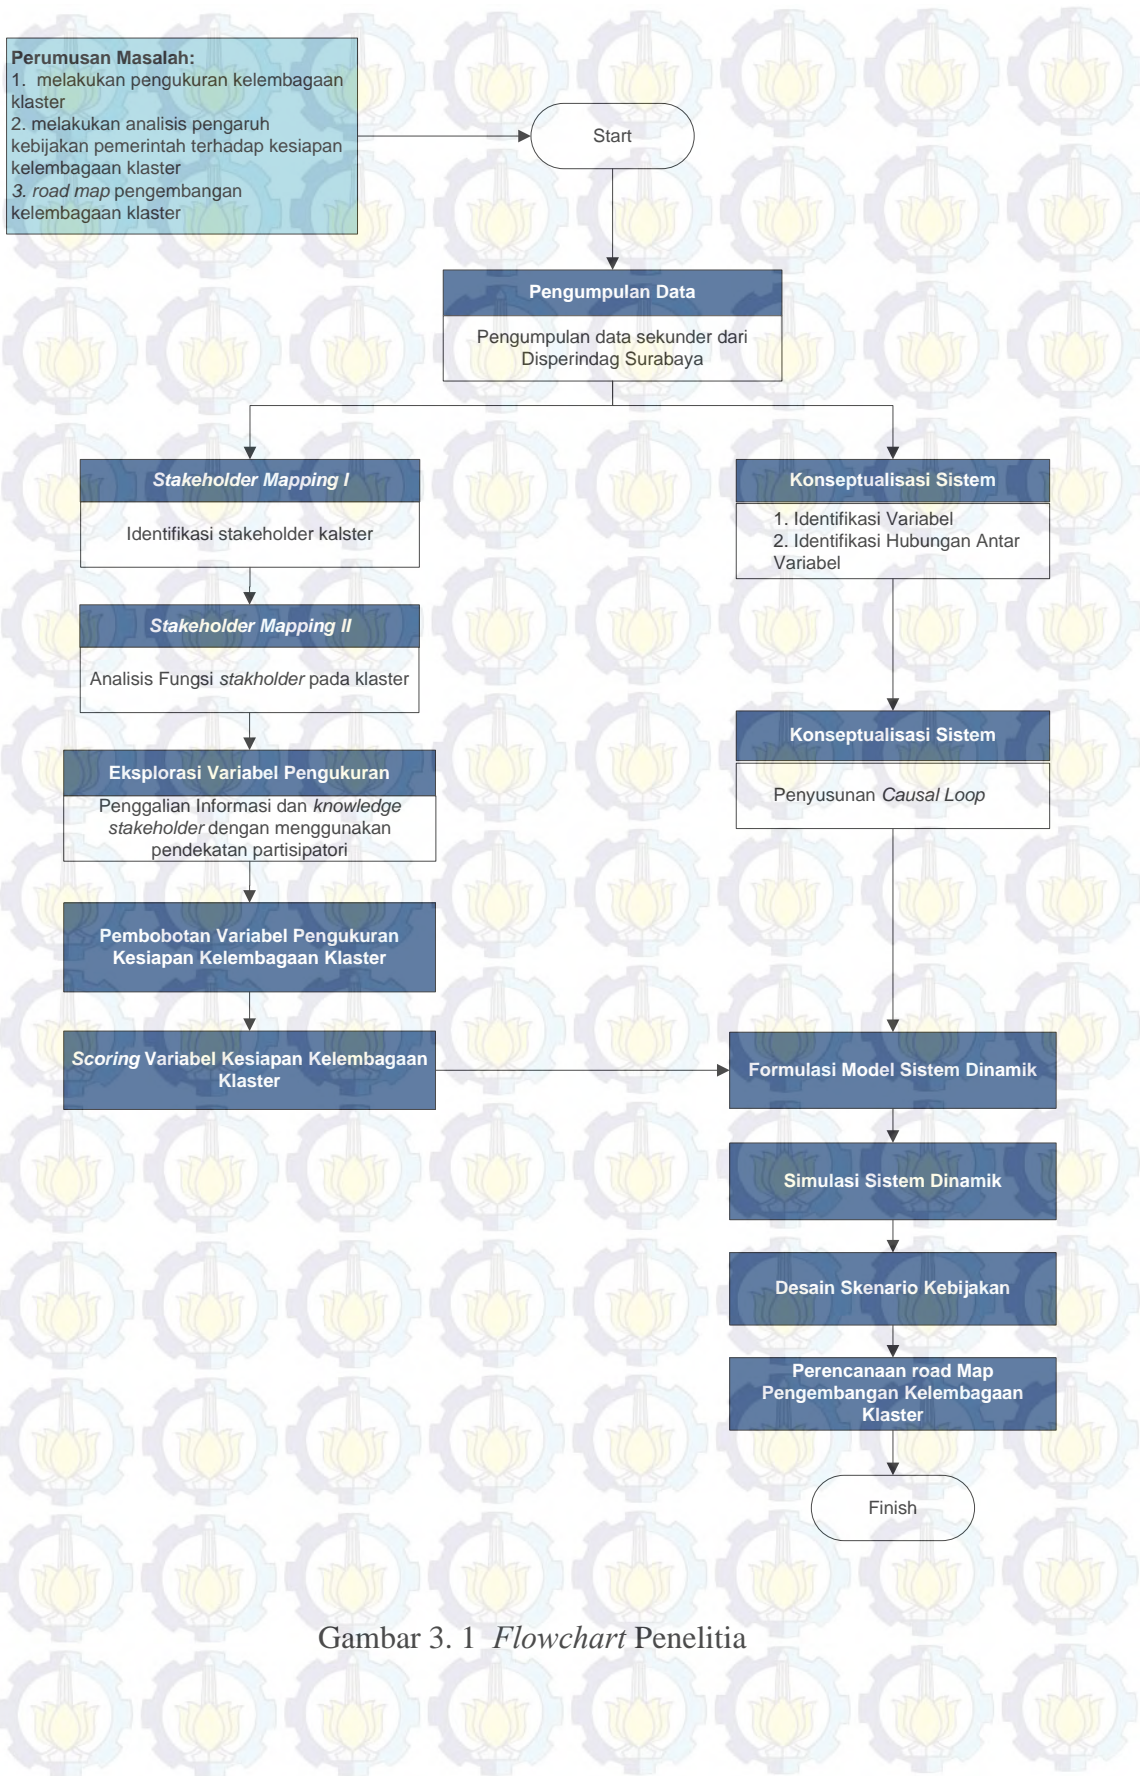 Perumusan Masalah:
1. melakukan pengukuran kelembagaan
klaster
2. melakukan analisis pengaruh
kebijakan pemerintah terhadap kesiapan
kelembagaan klaster
3. road map pengembangan
kelembagaan klaster
Start
Pengumpulan Data
Pengumpulan data sekunder dari
Disperindag Surabaya
Stakeholder Mapping I
Identifikasi stakeholder kalster
Stakeholder Mapping II
Analisis Fungsi stakholder pada klaster
Eksplorasi Variabel Pengukuran
Penggalian Informasi dan knowledge
stakeholder dengan menggunakan
pendekatan partisipatori
Pembobotan Variabel Pengukuran
Kesiapan Kelembagaan Klaster
Scoring Variabel Kesiapan Kelembagaan
Klaster
Konseptualisasi Sistem
1. Identifikasi Variabel
2. Identifikasi Hubungan Antar
Variabel
Konseptualisasi Sistem
Penyusunan Causal Loop
Formulasi Model Sistem Dinamik
Simulasi Sistem Dinamik
Desain Skenario Kebijakan
Perencanaan road Map
Pengembangan Kelembagaan
Klaster
Finish
Gambar 3. 1 Flowchart Penelitia